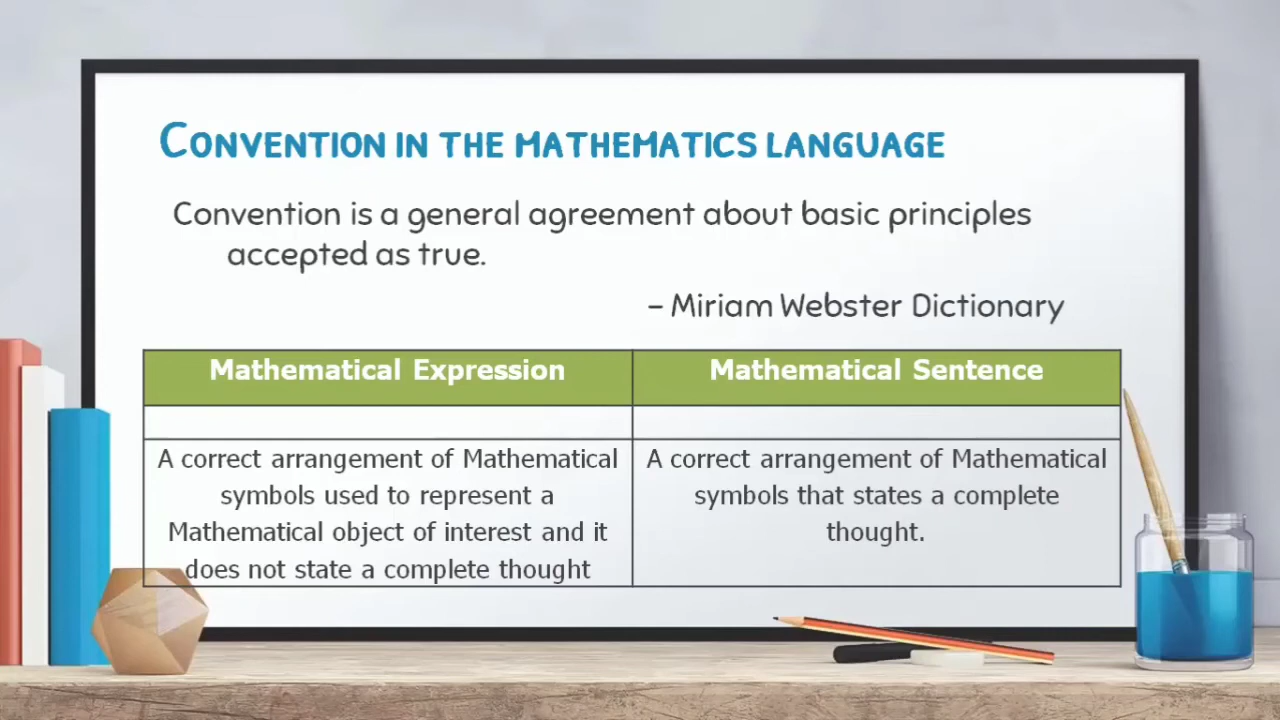 CONVENTION IN THE MATHEMATICS LANGUAGE
Convention is a general agreement about basic principles
accepted as true.
– Miriam Webster Dictionary
Mathematical Expression
Mathematical Sentence
A correct arrangement of Mathematical
symbols used to represent a
Mathematical object of interest and it
does not state a complete thought
A correct arrangement of Mathematical
symbols that states a complete
thought.